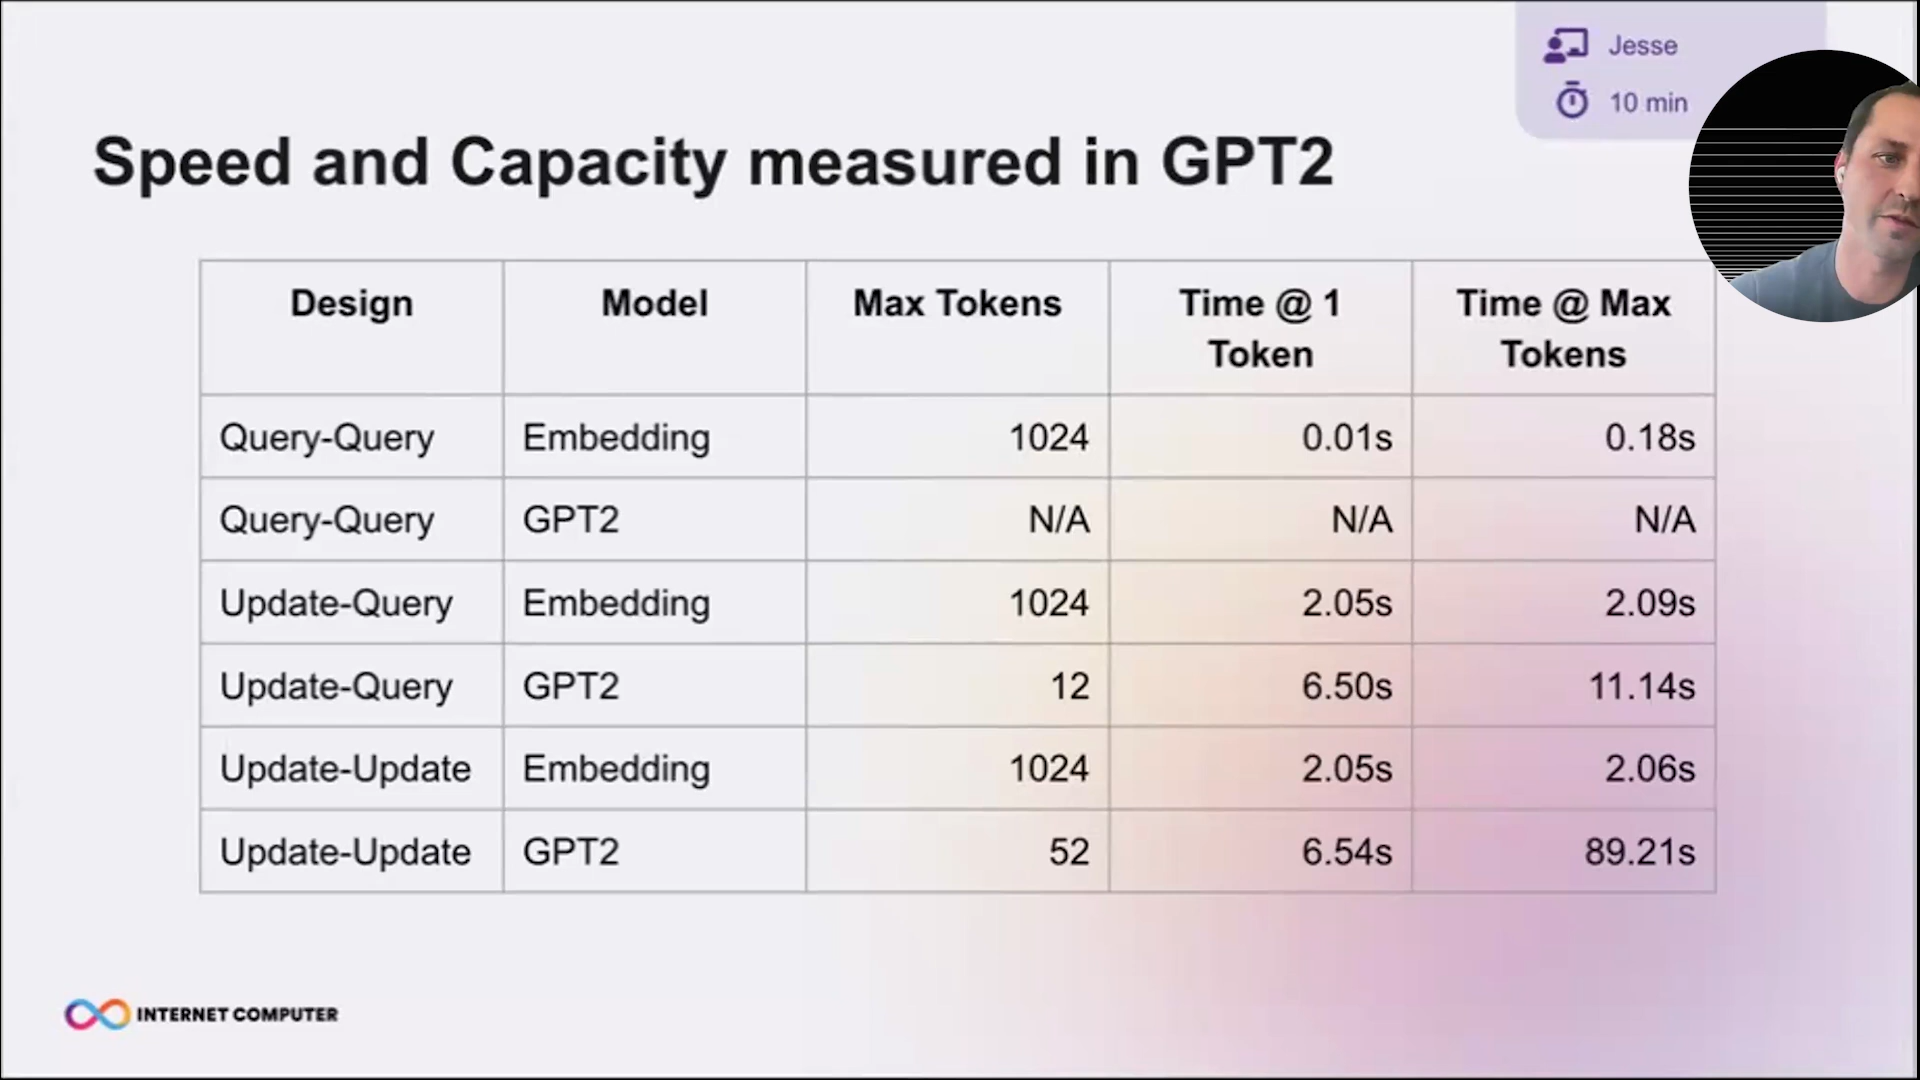 Jesse
10 min
Speed and Capacity measured in GPT2
Design Model Max Tokens Time @ 1 Token Time @ Max Tokens
Query-Query Embedding 1024 0.01s 0.18s
Query-Query GPT2 N/A N/A N/A
Update-Query Embedding 1024 2.05s 2.09s
Update-Query GPT2 12 6.50s 11.14s
Update-Update Embedding 1024 2.05s 2.06s
Update-Update GPT2 52 6.54s 89.21s
INTERNET COMPUTER